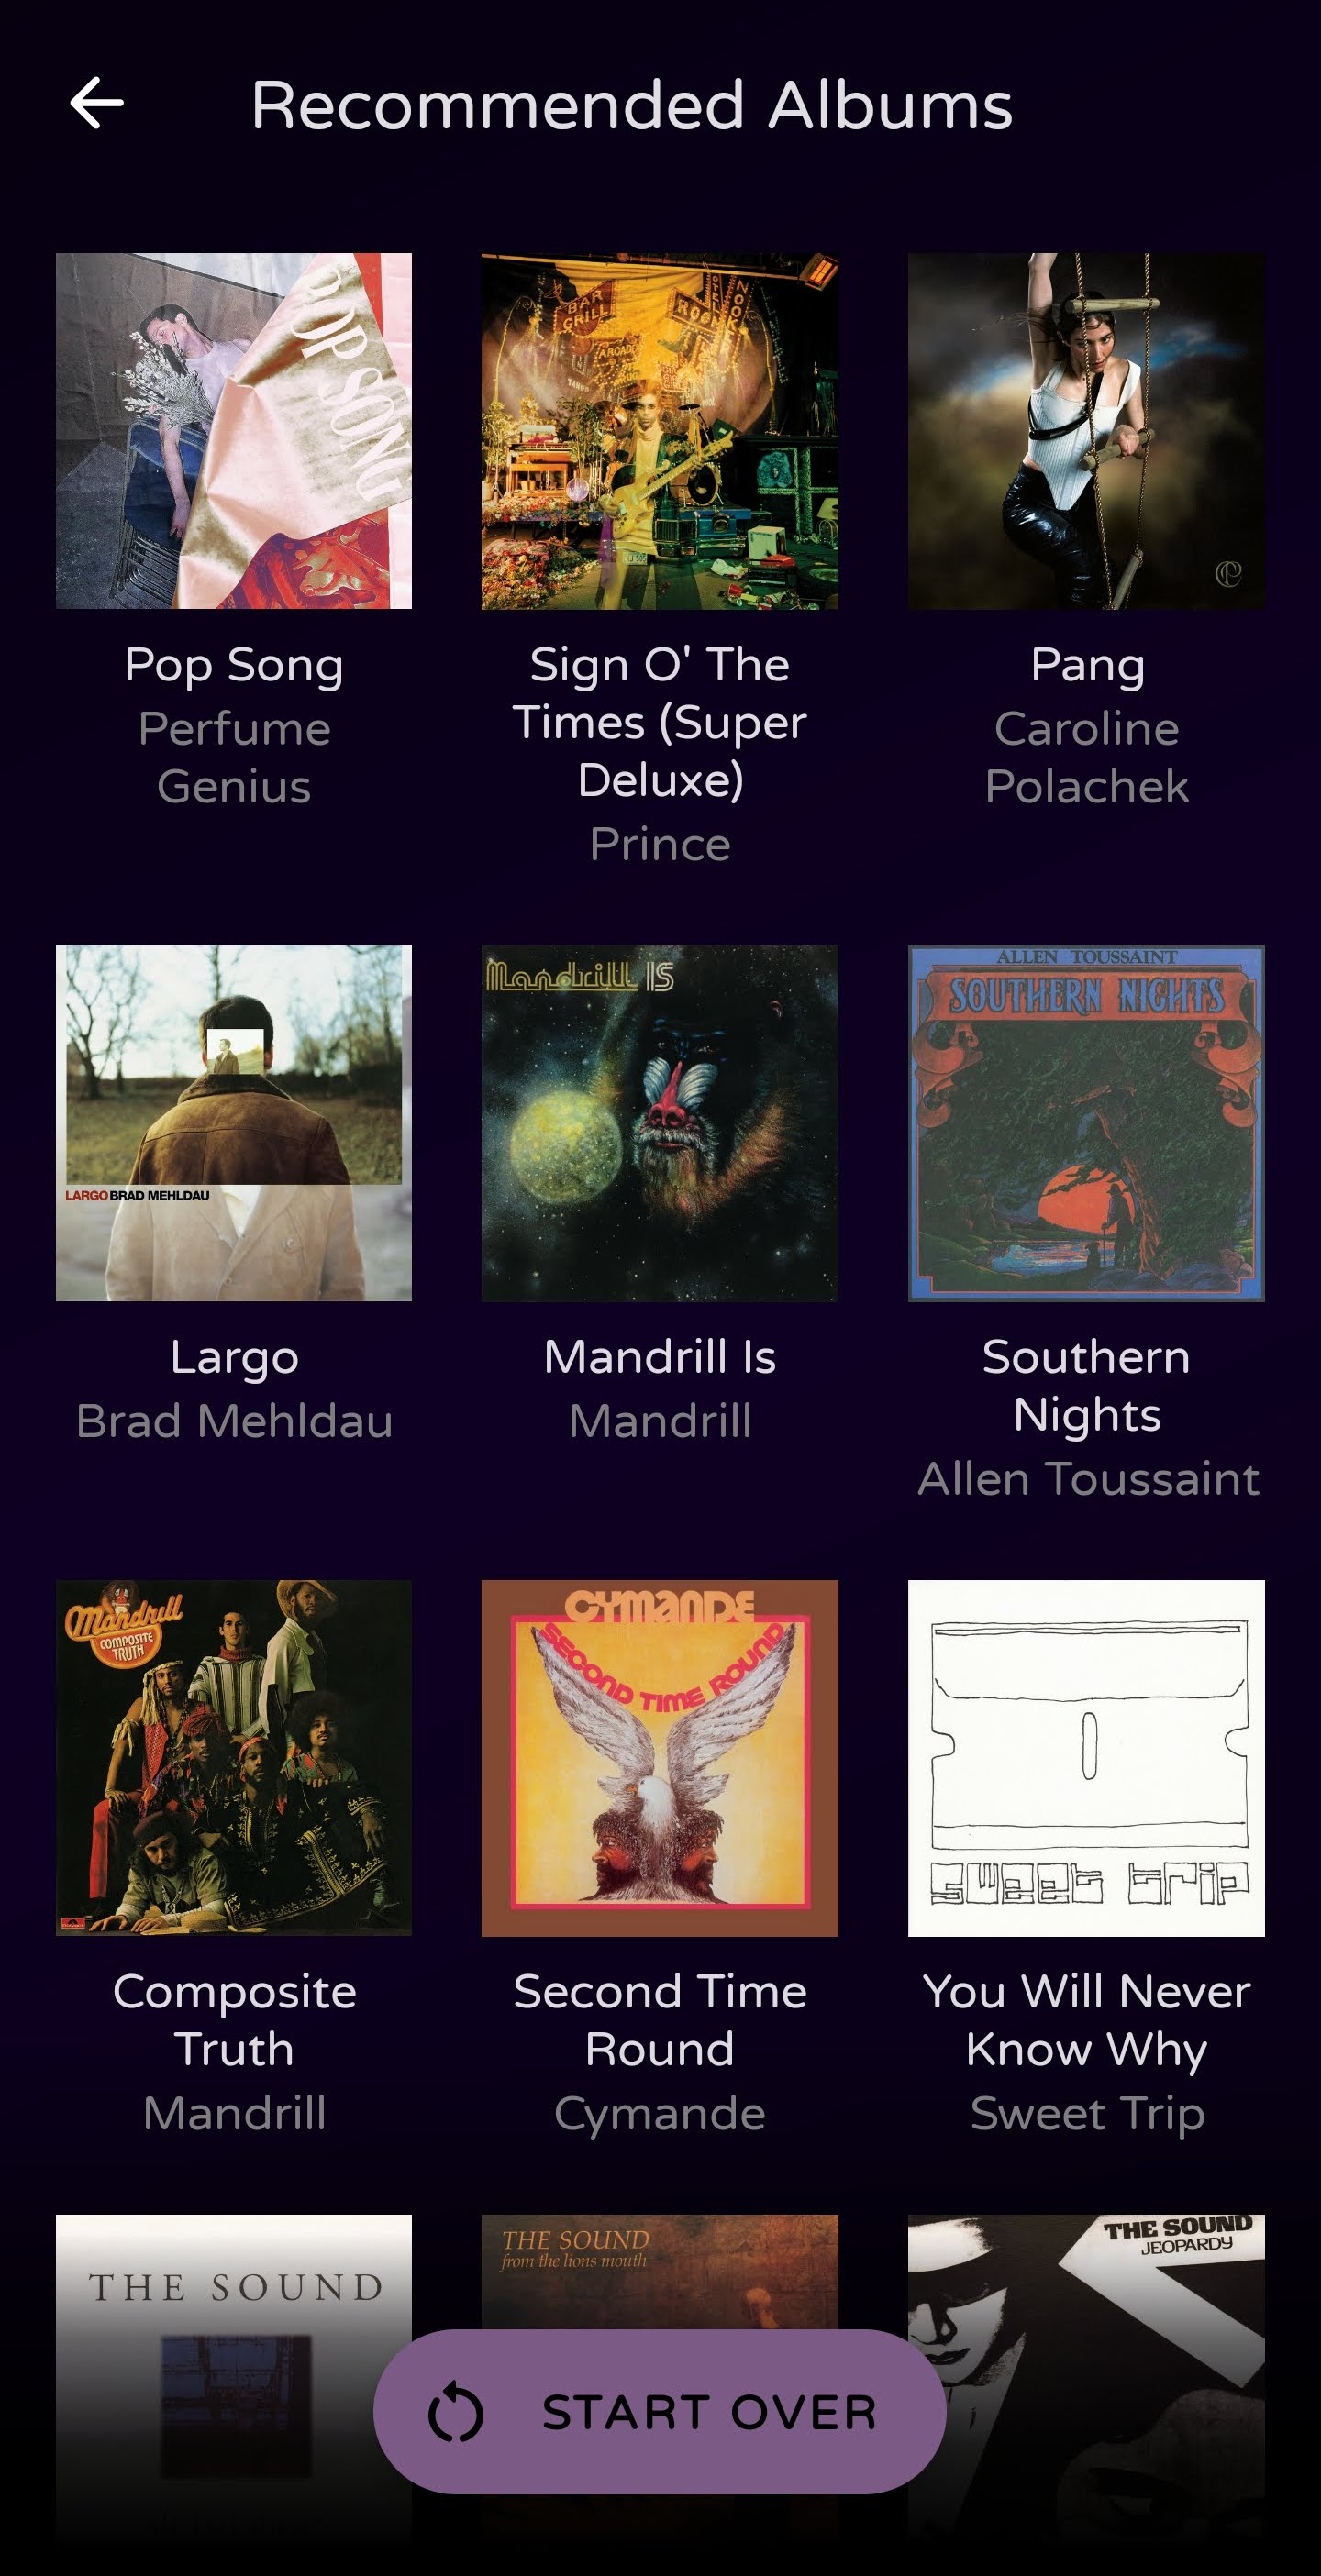 Recommended Albums
POP SONG
BAR
GRILL
ARCADE
Pop Song
Perfume
Genius
Sign O' The
Times (Super
Deluxe)
Prince
Pang
Caroline
Polachek
LARGO BRAD MEHLDAU
Mandrill IS
ALLEN TOUSSAINT
SOUTHERN NIGHTS
Largo
Brad Mehldau
Mandrill Is
Mandrill
Southern
Nights
Allen Toussaint
Mandrill
COMPOSITE
TRUTH
CYMANDE
SECOND TIME ROUND
sweet trip
Composite
Truth
Mandrill
Second Time
Round
Cymande
You Will Never
Know Why
Sweet Trip
THE SOUND
THE SOUND
from the lions mouth
THE SOUND
JEOPARDY
START OVER